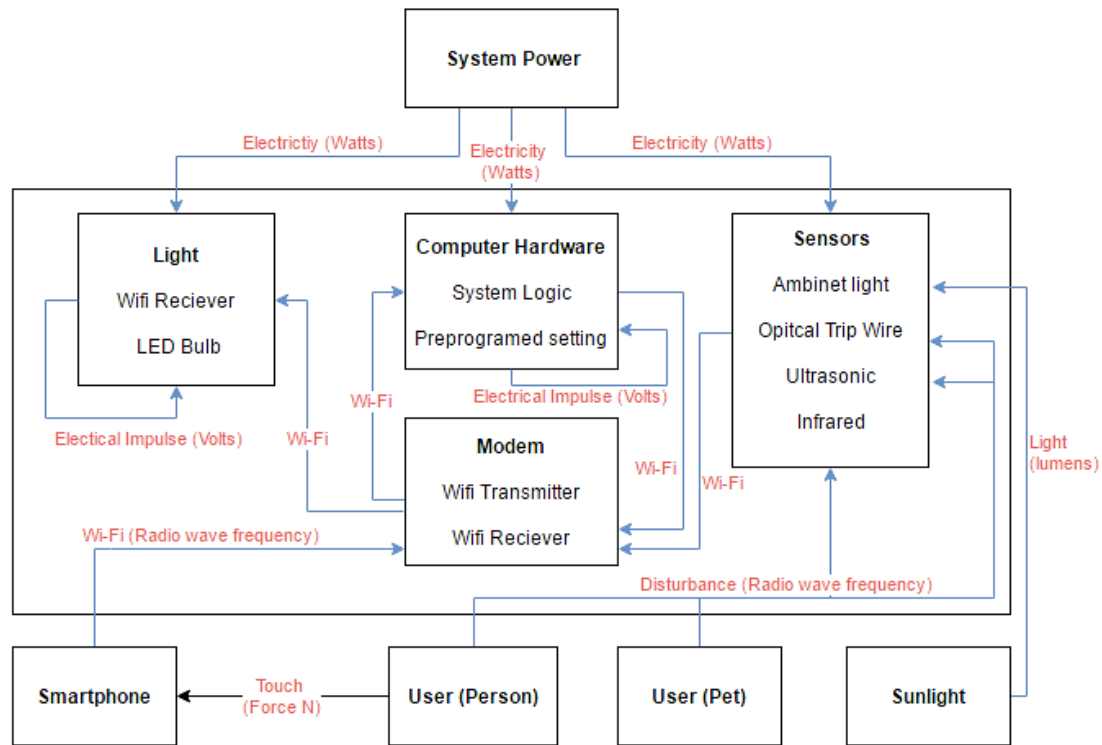 System Power
Electrictiy (Watts)
Electricity
(Watts)
Electricity (Watts)
Light
Wifi Reciever
LED Bulb
Electical Impulse (Volts)
Wi-Fi
Computer Hardware
System Logic
Preprogramed setting
Electrical Impulse (Volts)
Wi-Fi
Sensors
Ambinet light
Opitcal Trip Wire
Ultrasonic
Infrared
Light
(lumens)
Modem
Wifi Transmitter
Wifi Reciever
Wi-Fi
Wi-Fi
Wi-Fi (Radio wave frequency)
Disturbance (Radio wave frequency)
Smartphone
Touch
(Force N)
User (Person)
User (Pet)
Sunlight